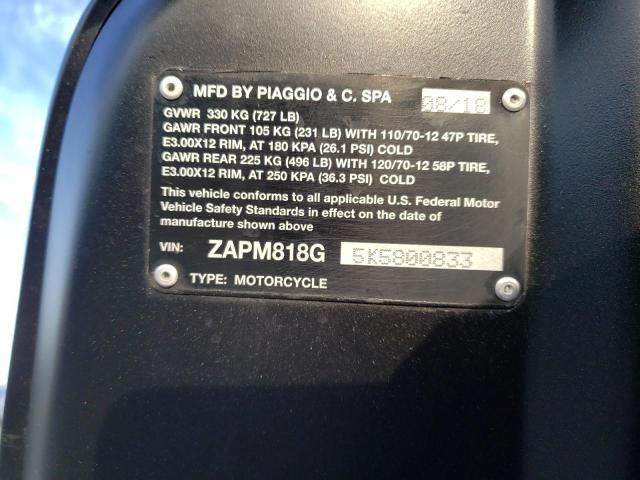 MFD BY PIAGGIO & C. SPA 08/18
GVWR 330 KG (727 LB)
GAWR FRONT 105 KG (231 LB) WITH 110/70-12 47P TIRE,
E3.00X12 RIM, AT 180 KPA (26.1 PSI) COLD
GAWR REAR 225 KG (496 LB) WITH 120/70-12 58P TIRE,
E3.00X12 RIM, AT 250 KPA (36.3 PSI) COLD
This vehicle conforms to all applicable U.S. Federal Motor
Vehicle Safety Standards in effect on the date of
manufacture shown above
VIN: ZAPM818G 5K5800833
TYPE: MOTORCYCLE